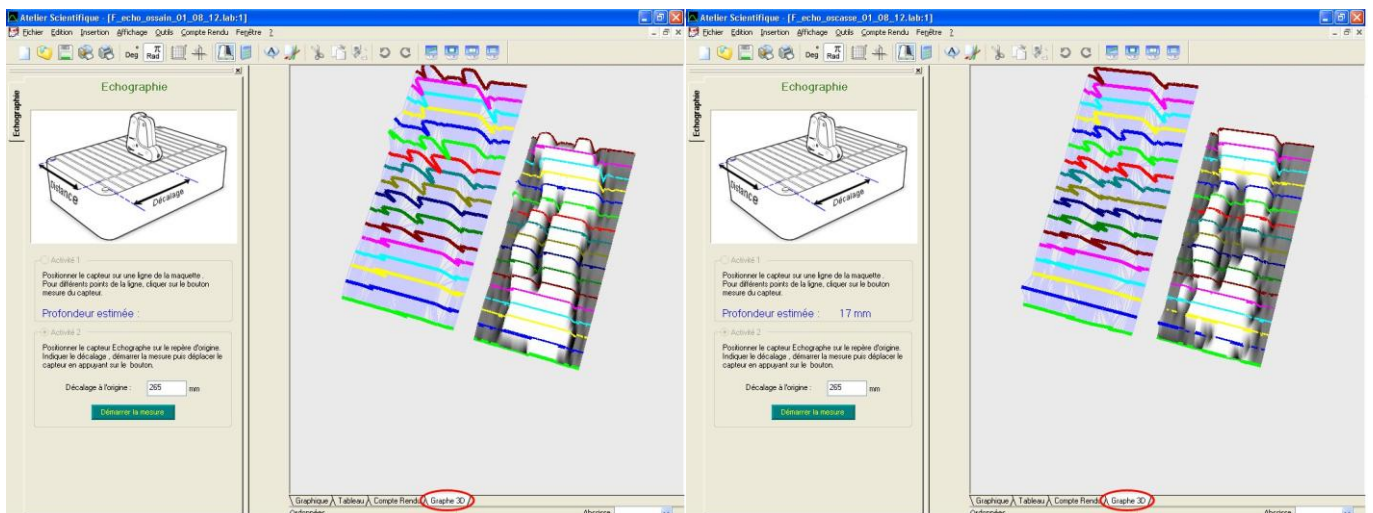 Atelier Scientifique - [F_echo_ossain_01_08_12.lab:1]
Fichier Edition Insertion Affichage Outils Compte Rendu Fenêtre ?
Deg
π
Rad
Echographie
Echographie
Distance
Décalage
Activité 1
Positionner le capteur sur une ligne de la maquette .
Pour différents points de la ligne, cliquer sur le bouton
mesure du capteur.
Profondeur estimée :
Activité 2
Positionner le capteur Echographe sur le repère d'origine.
Indiquer le décalage , démarrer la mesure puis déplacer le
capteur en appuyant sur le bouton.
Décalage à l'origine : 265 mm
Démarrer la mesure
Graphique Tableau Compte Rendu Graphe 3D
Ordonnées Abscisse
Atelier Scientifique - [F_echo_oscasse_01_08_12.lab:1]
Fichier Edition Insertion Affichage Outils Compte Rendu Fenêtre ?
Deg
π
Rad
Echographie
Echographie
Distance
Décalage
Activité 1
Positionner le capteur sur une ligne de la maquette .
Pour différents points de la ligne, cliquer sur le bouton
mesure du capteur.
Profondeur estimée : 17 mm
Activité 2
Positionner le capteur Echographe sur le repère d'origine.
Indiquer le décalage , démarrer la mesure puis déplacer le
capteur en appuyant sur le bouton.
Décalage à l'origine : 265 mm
Démarrer la mesure
Graphique Tableau Compte Rendu Graphe 3D
Ordonnées Abscisse